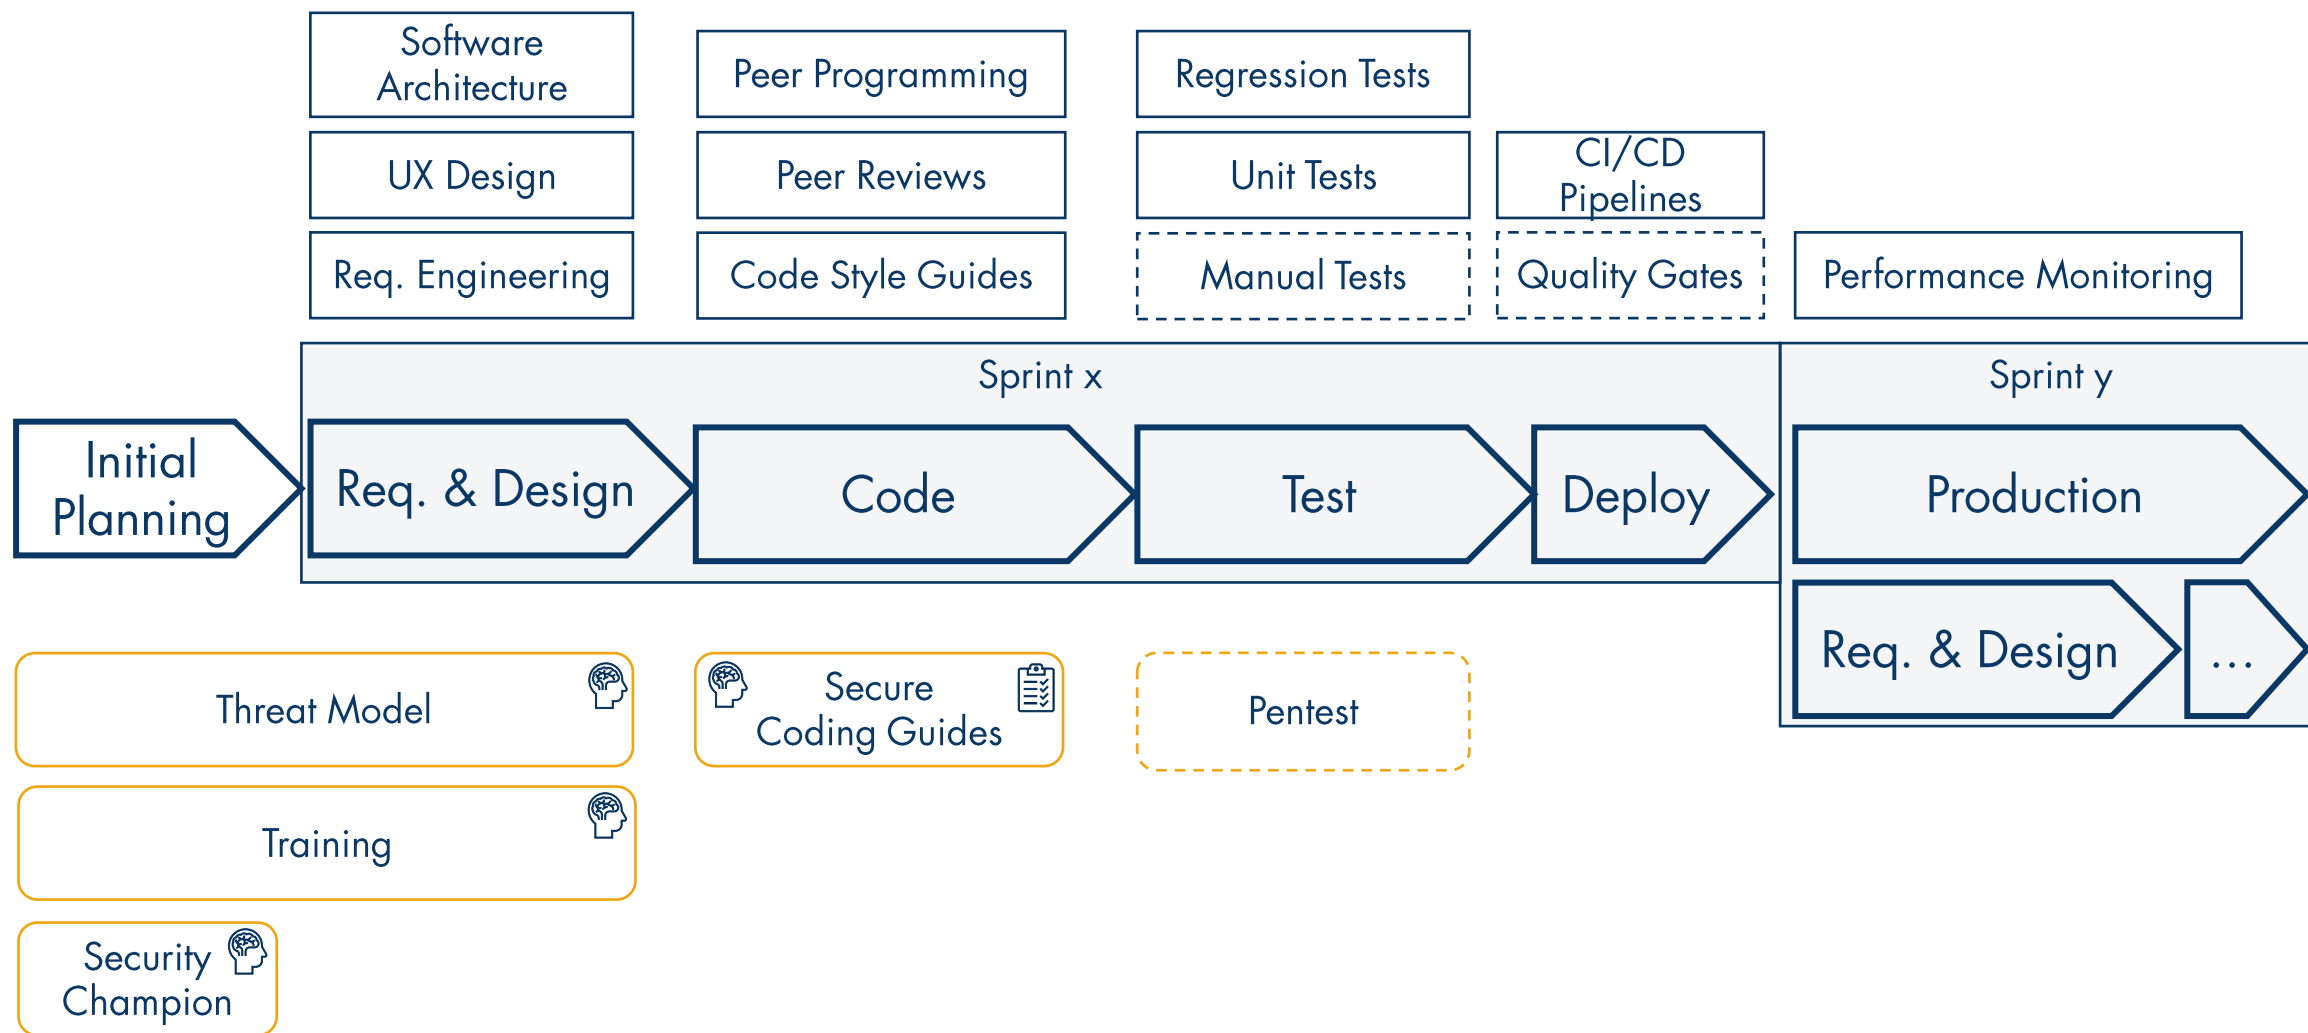 Software
Architecture
Peer Programming
Regression Tests
UX Design
Peer Reviews
Unit Tests
CI/CD
Pipelines
Req. Engineering
Code Style Guides
Manual Tests
Quality Gates
Performance Monitoring
Sprint x
Sprint y
Initial
Planning
Req. & Design
Code
Test
Deploy
Production
Req. & Design
...
Threat Model
Secure
Coding Guides
Pentest
Training
Security
Champion